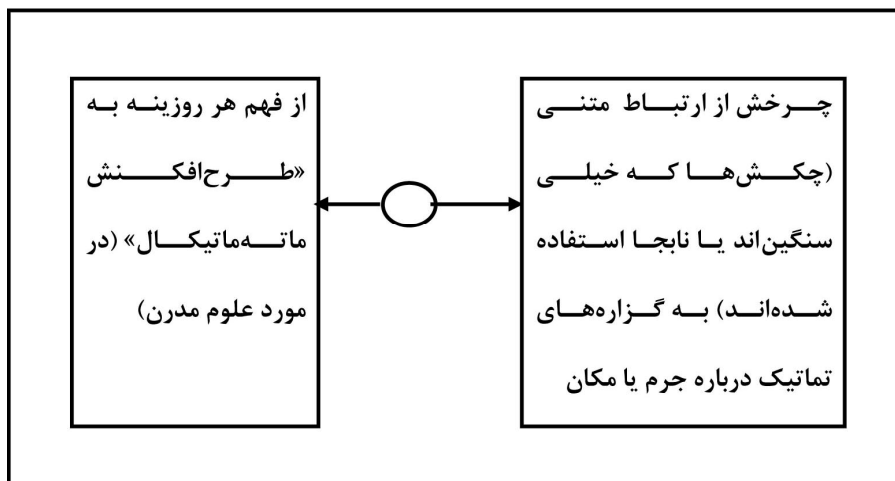 چرخش از ارتباط متنی
(چکش‌ها که خیلی
سنگین‌اند یا نابجا استفاده
شده‌اند) به گزاره‌های
تماتیک درباره جرم یا مکان
از فهم هر روزینه به
«طرح‌افکنش
ماته‌ماتیکال» (در
مورد علوم مدرن)